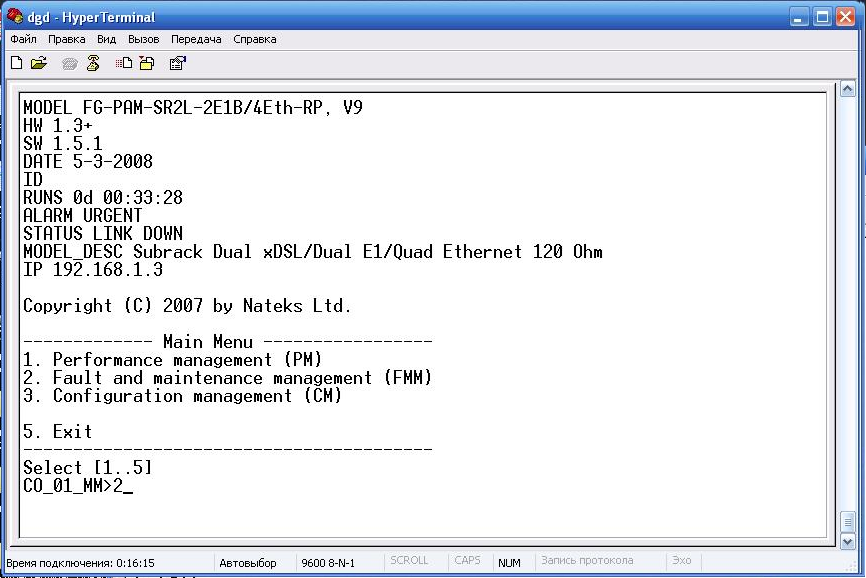 dgd - HyperTerminal
Файл Правка Вид Вызов Передача Справка
MODEL FG-PAM-SR2L-2E1B/4Eth-RP, V9
HW 1.3+
SW 1.5.1
DATE 5-3-2008
ID
RUNS 0d 00:33:28
ALARM URGENT
STATUS LINK DOWN
MODEL_DESC Subrack Dual xDSL/Dual E1/Quad Ethernet 120 Ohm
IP 192.168.1.3
Copyright (C) 2007 by Nateks Ltd.
------------- Main Menu -----------------
1. Performance management (PM)
2. Fault and maintenance management (FMM)
3. Configuration management (CM)
5. Exit
-----------------------------------------
Select [1..5]
CO_01_MM>2_
Время подключения: 0:16:15 Автовыбор 9600 8-N-1 SCROLL CAPS NUM Запись протокола Эхо